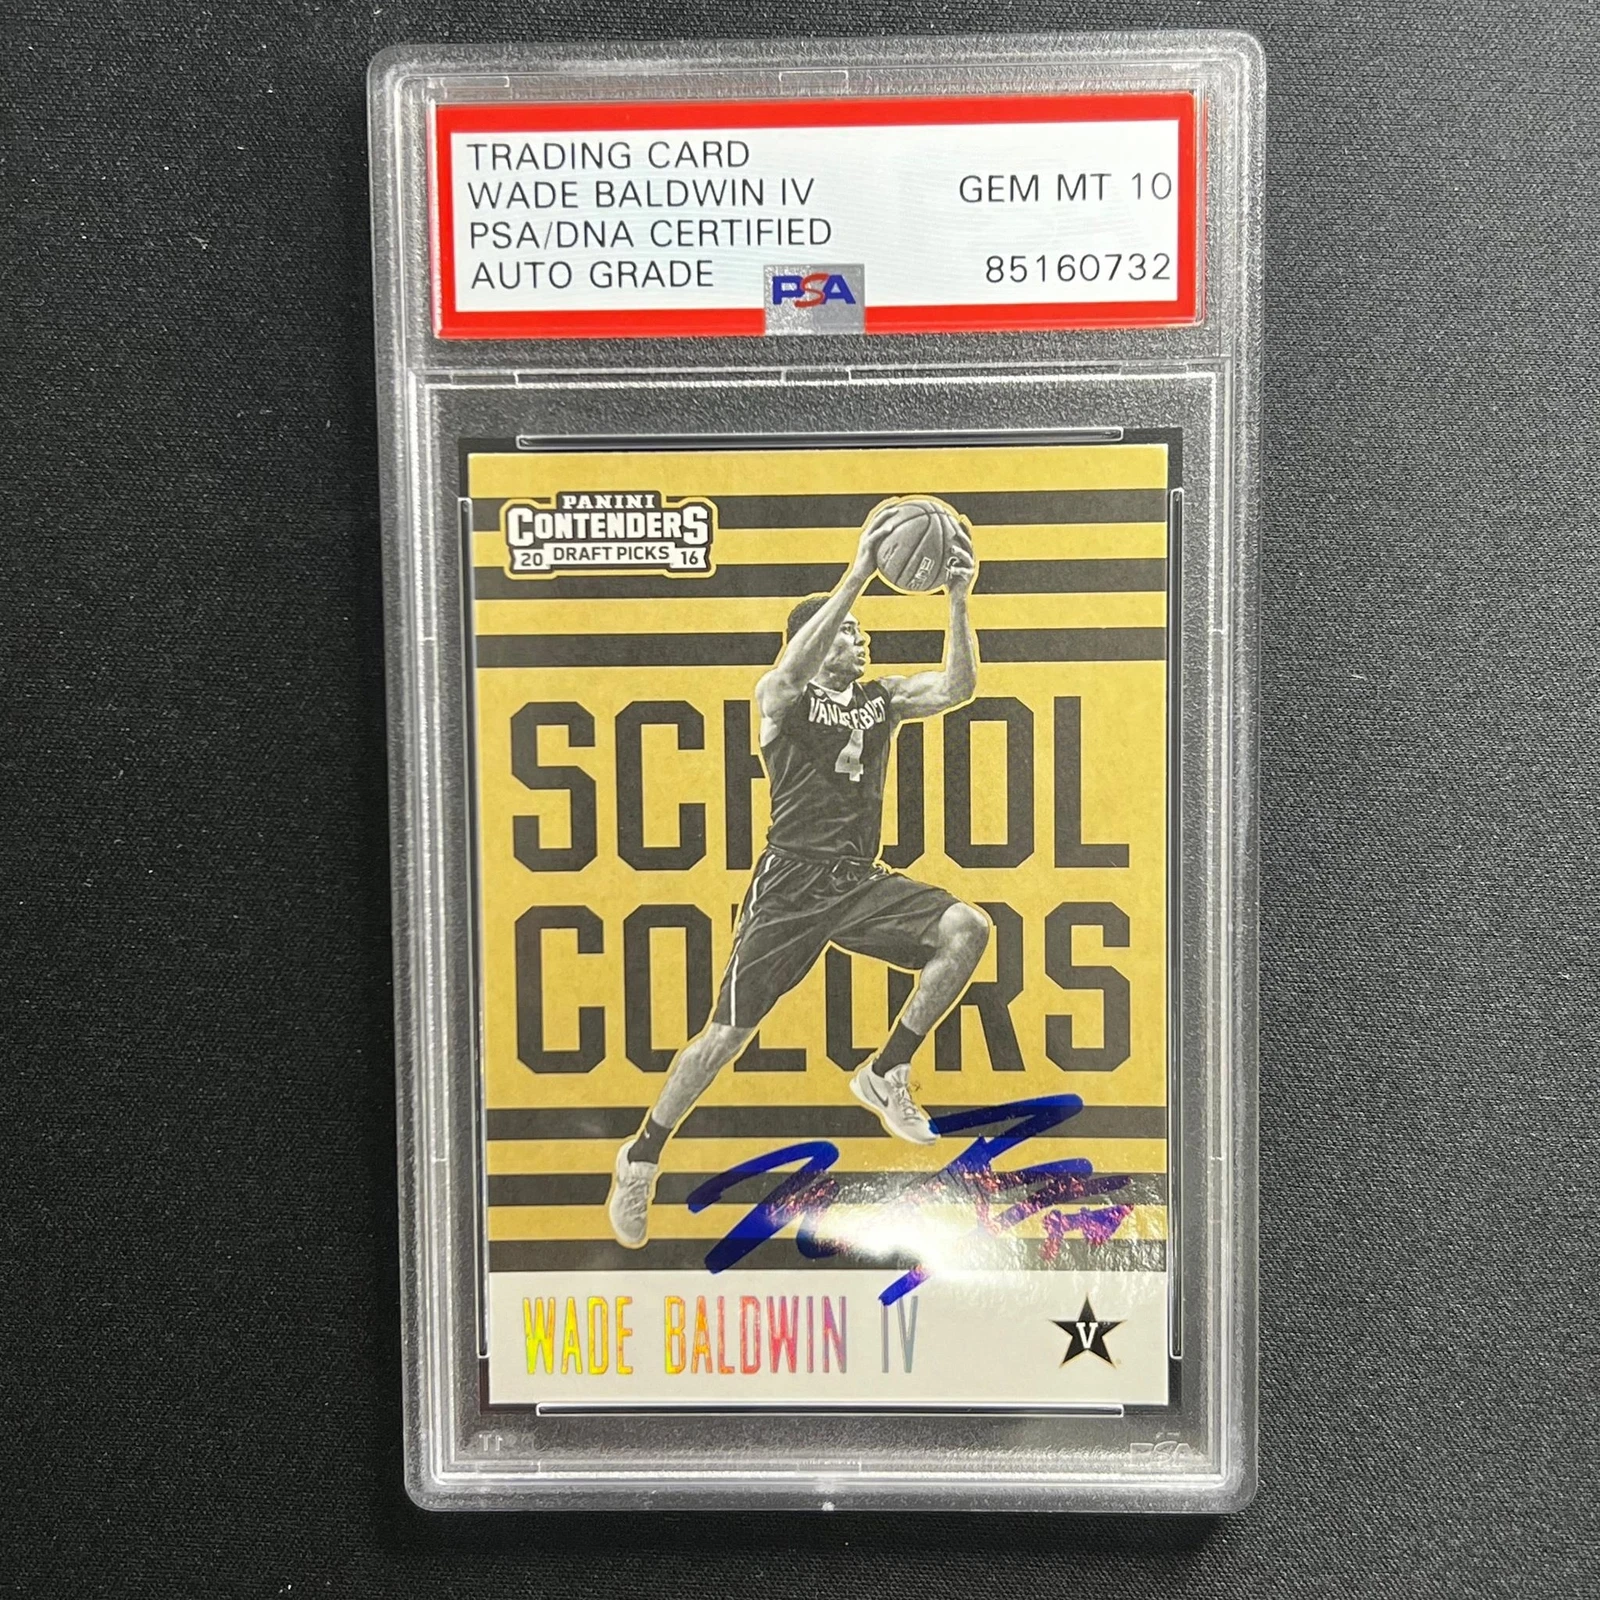 TRADING CARD
WADE BALDWIN IV
PSA/DNA CERTIFIED
AUTO GRADE
GEM MT 10
85160732
PSA
PANINI
CONTENDERS
20 DRAFT PICKS 16
VANDERBILT
4
SCHOOL
COLORS
WADE BALDWIN IV
V
PSA